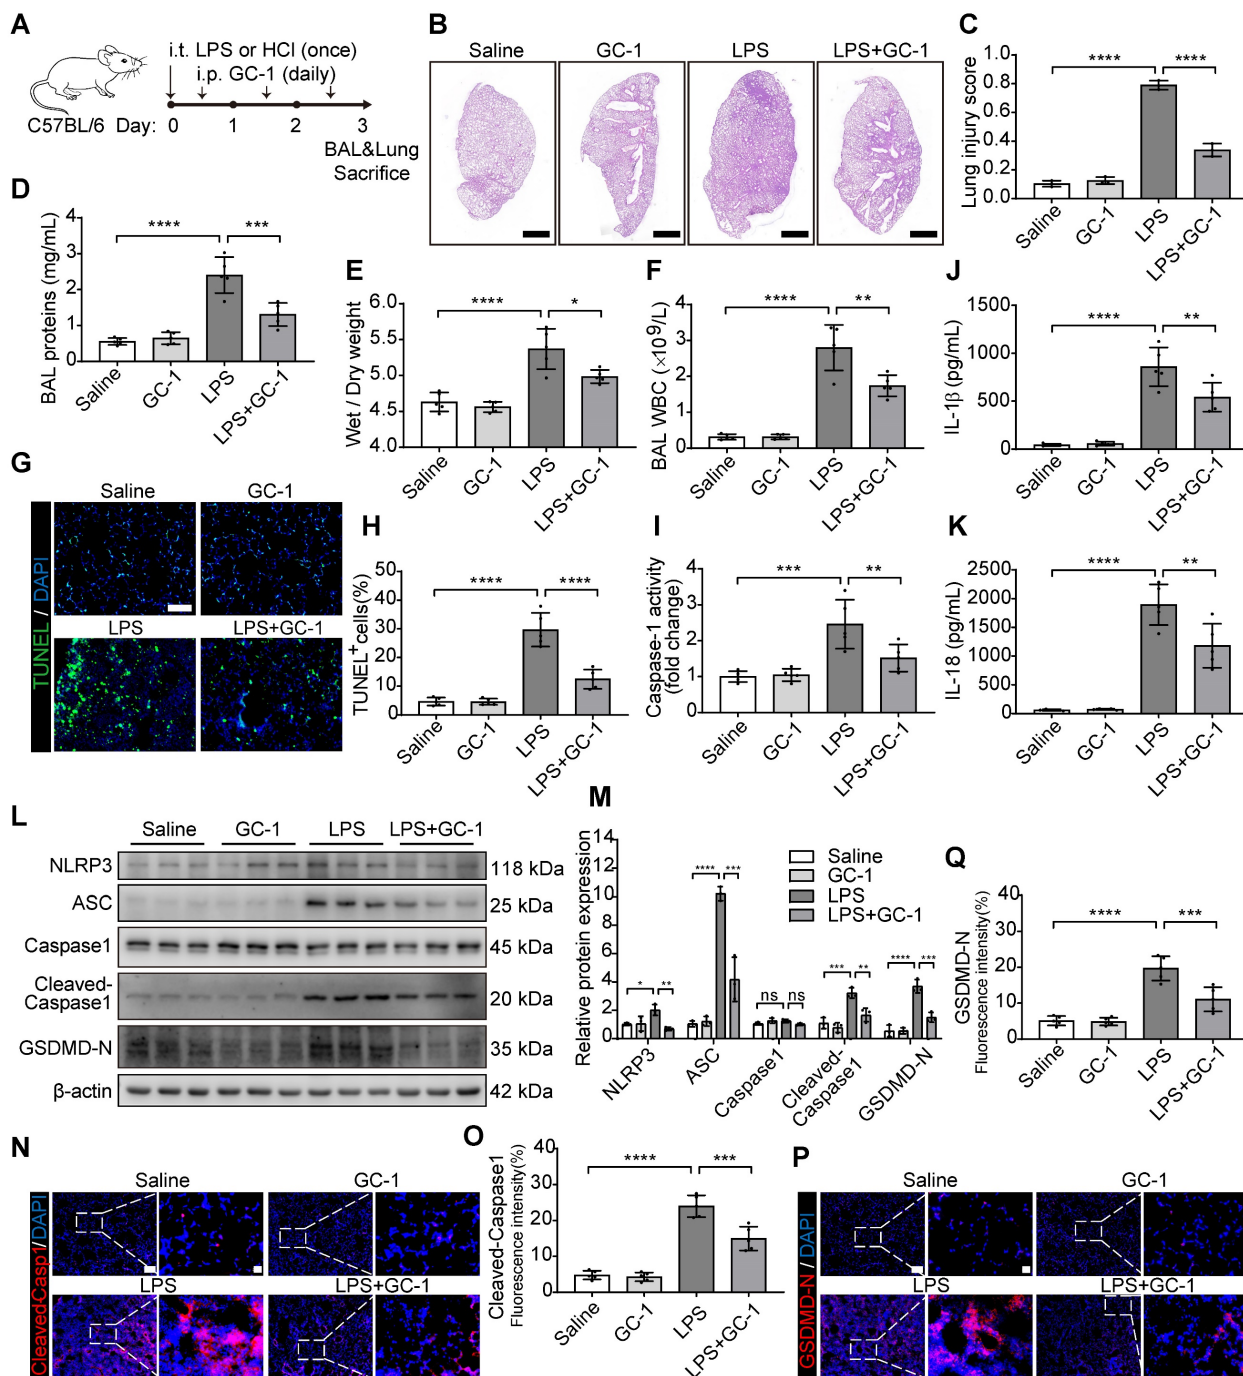 A
i.t. LPS or HCl (once)
i.p. GC-1 (daily)
C57BL/6 Day: 0 1 2 3
BAL&Lung
Sacrifice
B
Saline GC-1 LPS LPS+GC-1
C
Lung injury score
1.0
0.8
0.6
0.4
0.2
0.0
**** ****
Saline GC-1 LPS LPS+GC-1
D
BAL proteins (mg/mL)
4
3
2
1
0
**** ***
Saline GC-1 LPS LPS+GC-1
E
Wet / Dry weight
6.0
5.5
5.0
4.5
4.0
**** *
Saline GC-1 LPS LPS+GC-1
F
BAL WBC (×10⁹/L)
4
3
2
1
0
**** **
Saline GC-1 LPS LPS+GC-1
J
IL-1β (pg/mL)
1500
1000
500
0
**** **
Saline GC-1 LPS LPS+GC-1
G
TUNEL / DAPI
Saline GC-1
LPS LPS+GC-1
H
TUNEL⁺cells(%)
50
40
30
20
10
0
**** ****
Saline GC-1 LPS LPS+GC-1
I
Caspase-1 activity
(fold change)
4
3
2
1
0
*** **
Saline GC-1 LPS LPS+GC-1
K
IL-18 (pg/mL)
2500
2000
1500
1000
500
0
**** **
Saline GC-1 LPS LPS+GC-1
L
Saline GC-1 LPS LPS+GC-1
NLRP3 118 kDa
ASC 25 kDa
Caspase1 45 kDa
Cleaved-
Caspase1 20 kDa
GSDMD-N 35 kDa
β-actin 42 kDa
M
Relative protein expression
14
12
10
8
6
4
2
0
Saline
GC-1
LPS
LPS+GC-1
* ** **** *** ns ns *** ** **** ***
NLRP3 ASC Caspase1 Cleaved-
Caspase1 GSDMD-N
Q
GSDMD-N
Fluorescence intensity(%)
40
30
20
10
0
**** ***
Saline GC-1 LPS LPS+GC-1
N
Cleaved-Casp1/DAPI
Saline GC-1
LPS LPS+GC-1
O
Cleaved-Caspase1
Fluorescence intensity(%)
40
30
20
10
0
**** ***
Saline GC-1 LPS LPS+GC-1
P
GSDMD-N / DAPI
Saline GC-1
LPS LPS+GC-1